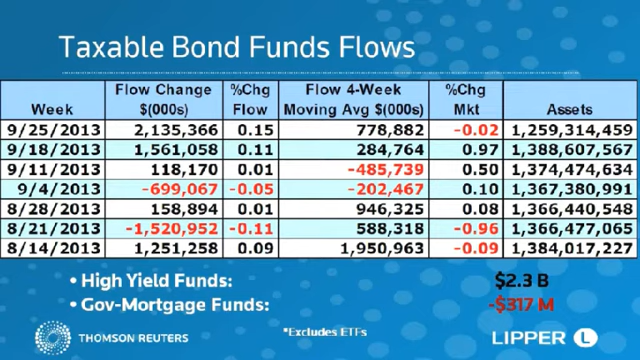 Taxable Bond Funds Flows
Flow Change %Chg Flow 4-Week %Chg
Week $(000s) Flow Moving Avg $(000s) Mkt Assets
9/25/2013 2,135,366 0.15 778,882 -0.02 1,259,314,459
9/18/2013 1,561,058 0.11 284,764 0.97 1,388,607,567
9/11/2013 118,170 0.01 -485,739 0.50 1,374,474,634
9/4/2013 -699,067 -0.05 -202,467 0.10 1,367,380,991
8/28/2013 158,894 0.01 946,325 0.08 1,366,440,548
8/21/2013 -1,520,952 -0.11 588,318 -0.96 1,366,477,065
8/14/2013 1,251,258 0.09 1,950,963 -0.09 1,384,017,227
• High Yield Funds: $2.3 B
• Gov-Mortgage Funds: -$317 M
THOMSON REUTERS *Excludes ETFs LIPPER L